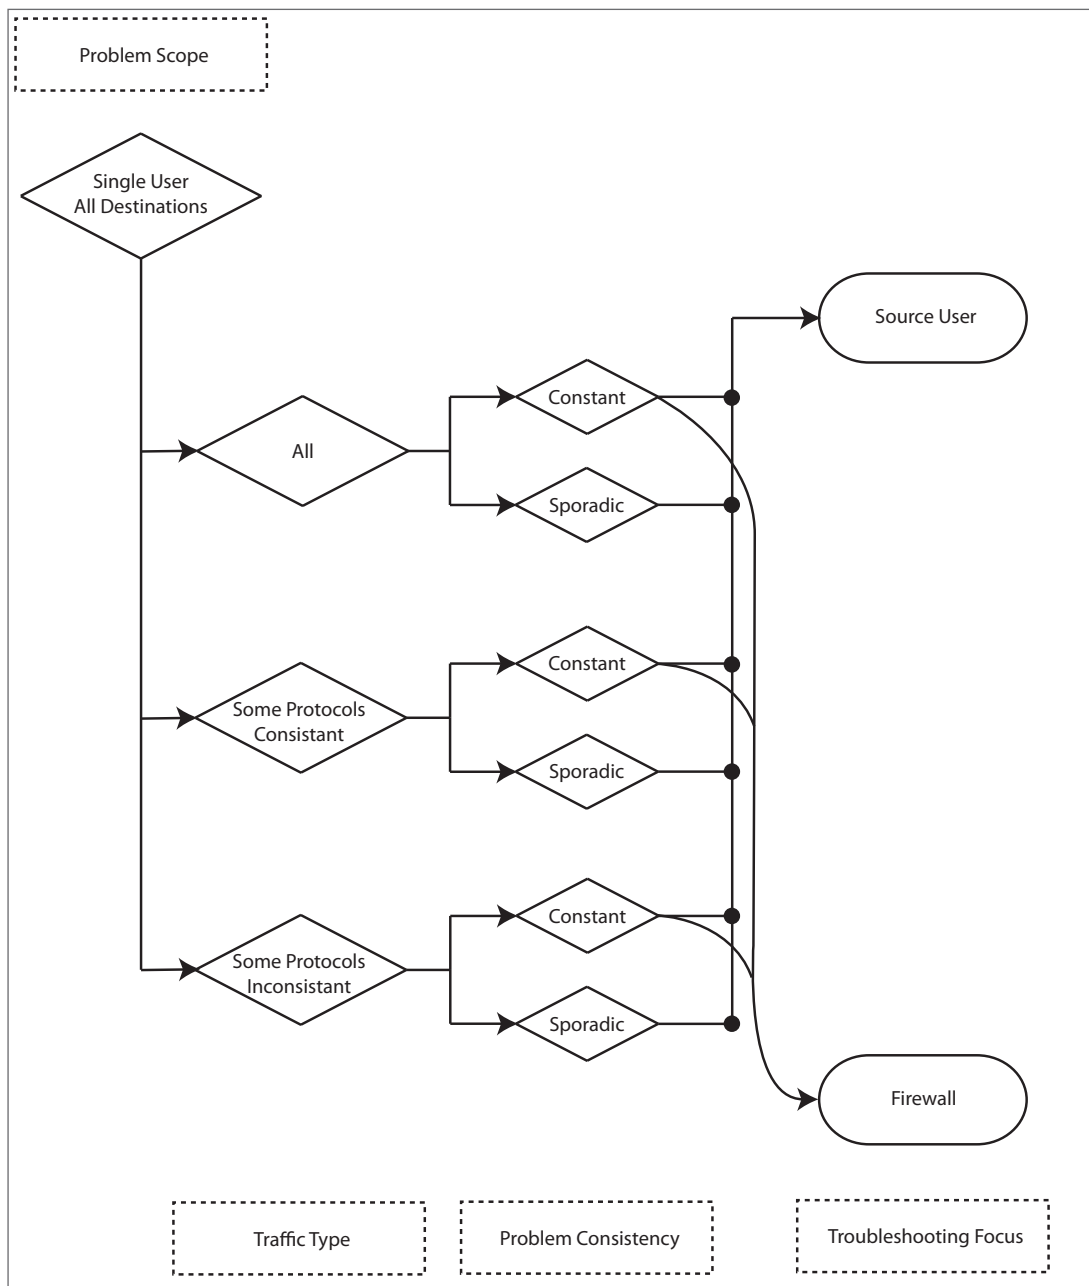 Problem Scope
Single User
All Destinations
Source User
Constant
All
Sporadic
Constant
Some Protocols
Consistant
Sporadic
Constant
Some Protocols
Inconsistant
Sporadic
Firewall
Traffic Type
Problem Consistency
Troubleshooting Focus